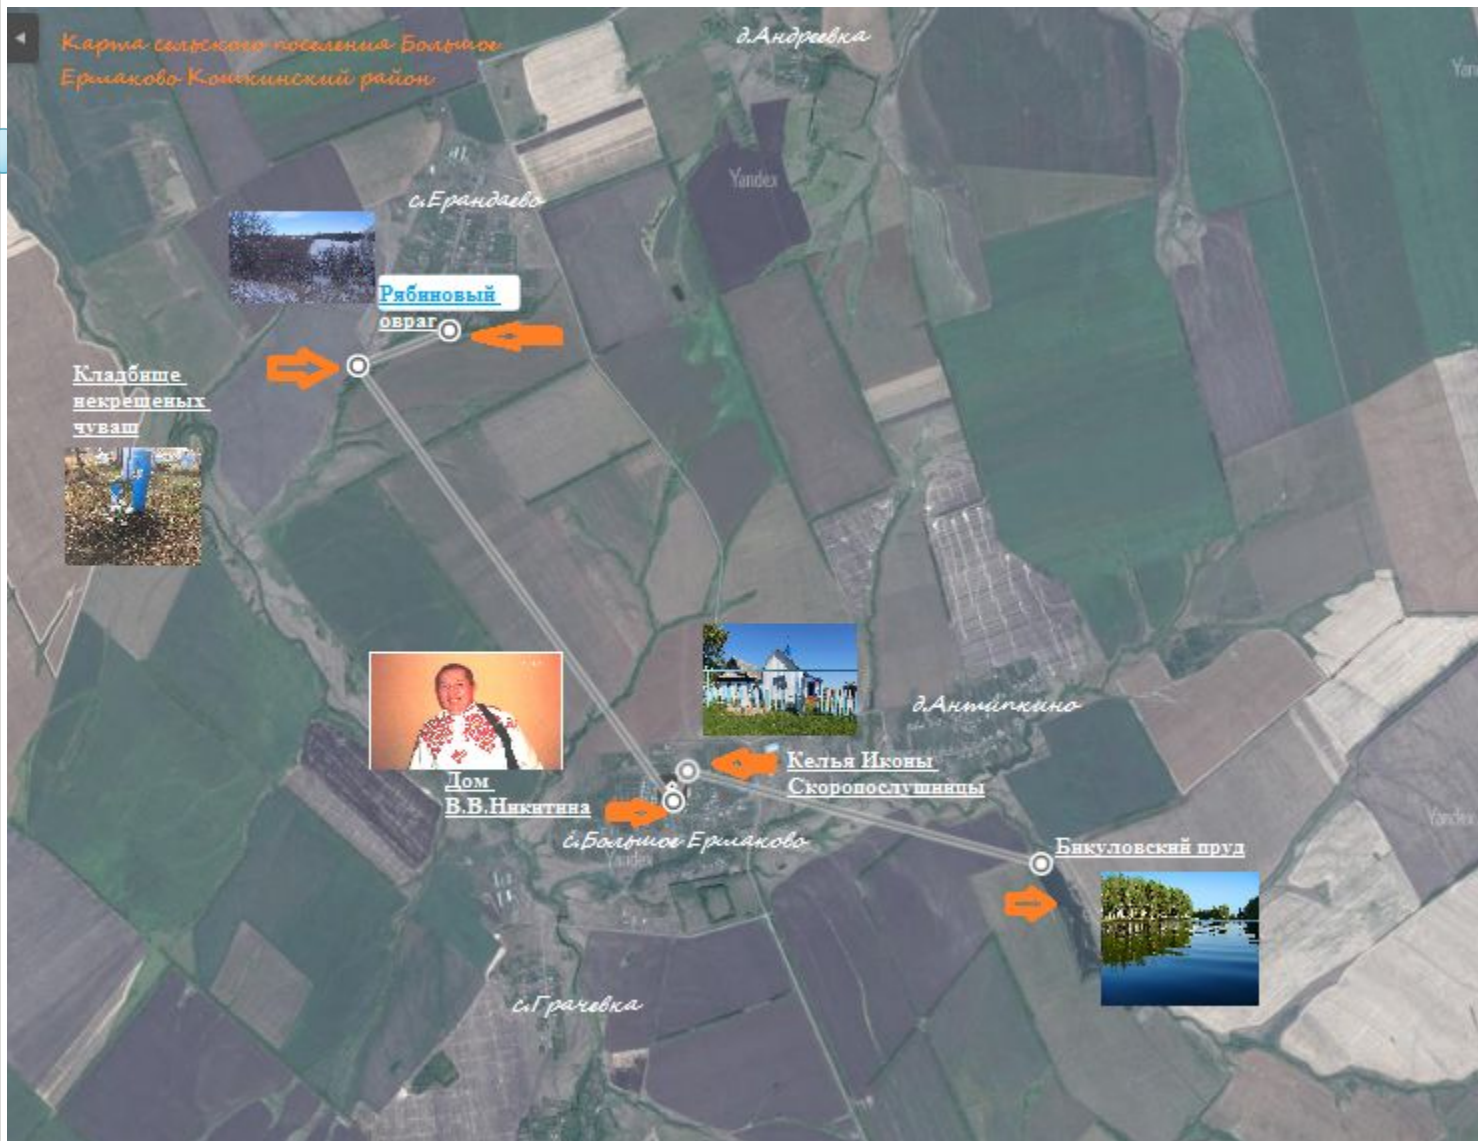 Карта сельского поселения Большое
Ермаково Кошкинский район
д.Андреевка
Yan
Yandex
с.Ерандаево
Рябиновый
овраг
Кладбище
некрещеных
чуваш
д.Антипкино
Келья Иконы
Скоропослушницы
Дом
В.В.Никитина
с.Большое Ермаково
Yandex
Yandex
Бикуловский пруд
с.Грачевка